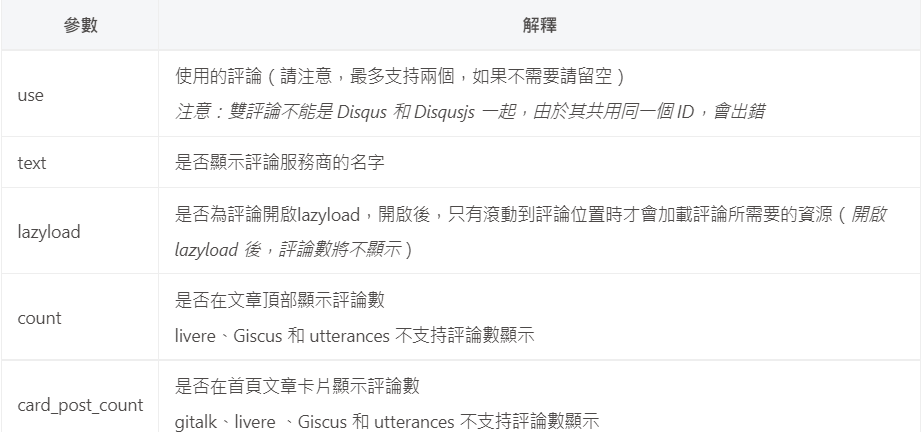 參數 解釋
use
使用的評論（請注意，最多支持兩個，如果不需要請留空）
注意：雙評論不能是 Disqus 和 Disqusjs 一起，由於其共用同一個 ID，會出錯
text 是否顯示評論服務商的名字
lazyload
是否為評論開啟lazyload，開啟後，只有滾動到評論位置時才會加載評論所需要的資源（開啟
lazyload 後，評論數將不顯示）
count
是否在文章頂部顯示評論數
livere、Giscus 和 utterances 不支持評論數顯示
card_post_count
是否在首頁文章卡片顯示評論數
gitalk、livere 、Giscus 和 utterances 不支持評論數顯示